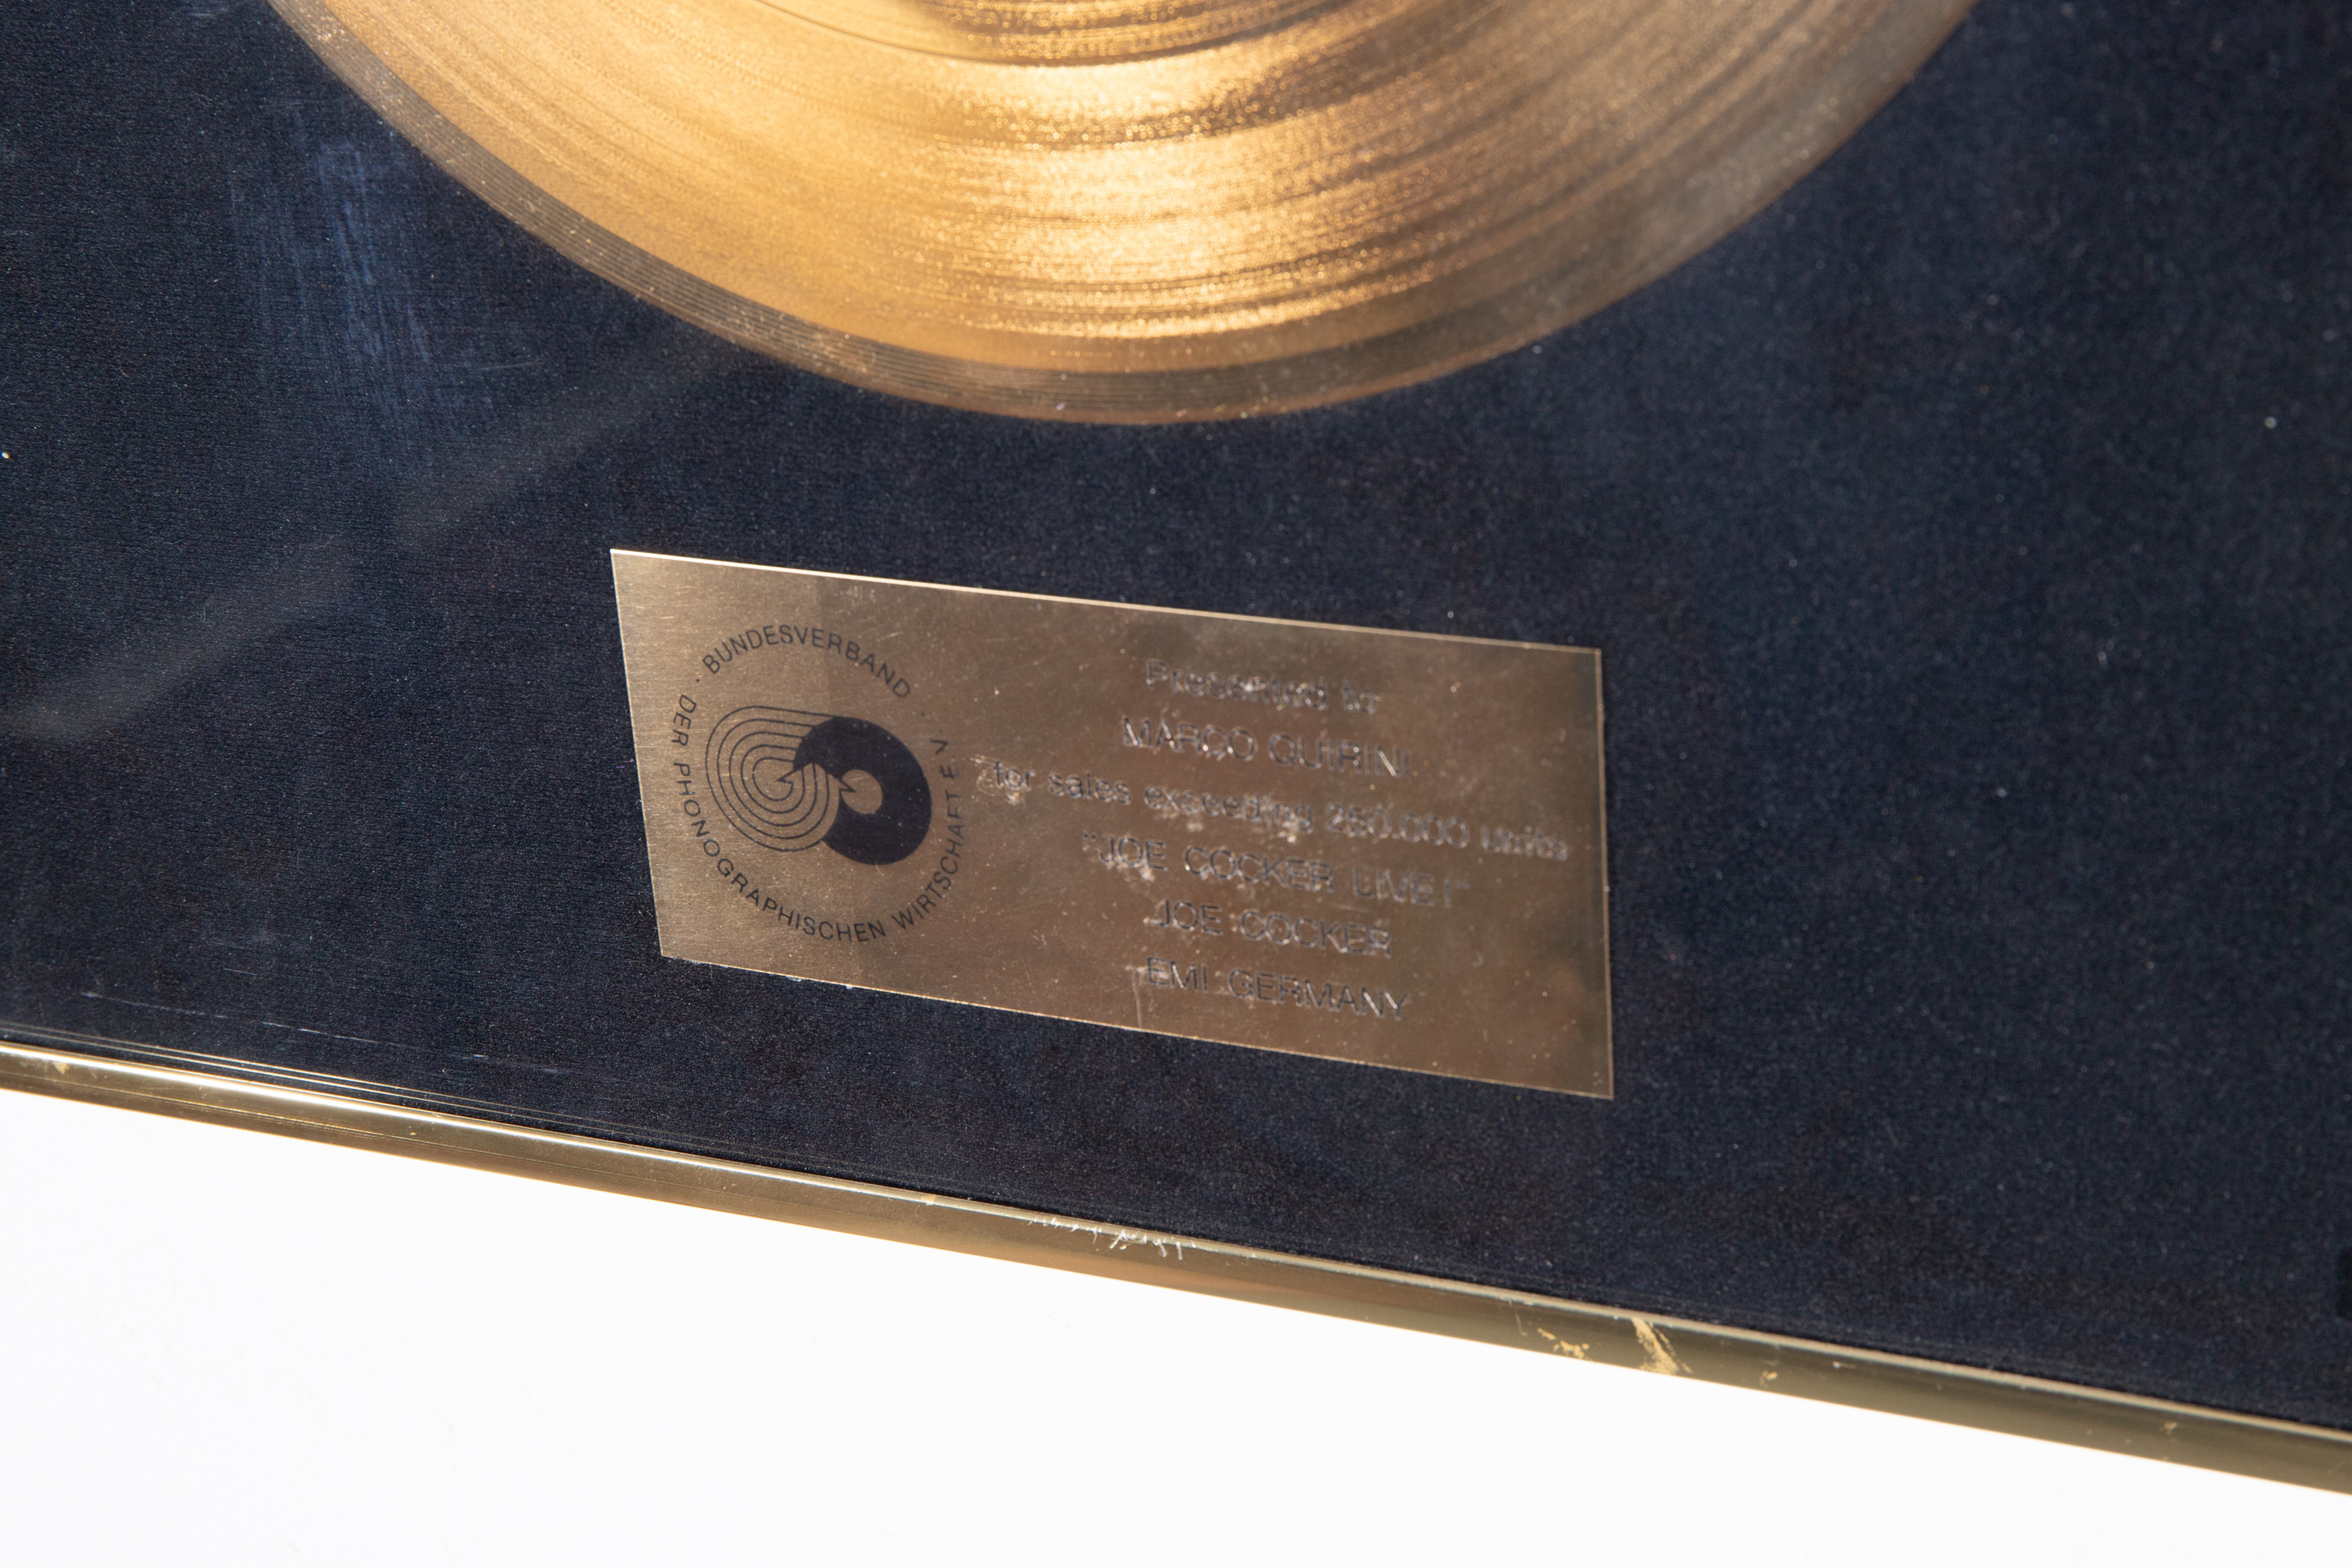 · BUNDESVERBAND ·
DER PHONOGRAPHISCHEN WIRTSCHAFT E.V.
Presented to
MARCO QUIRINI
for sales exceeding 250.000 units
"JOE COCKER LIVE!"
JOE COCKER
EMI GERMANY